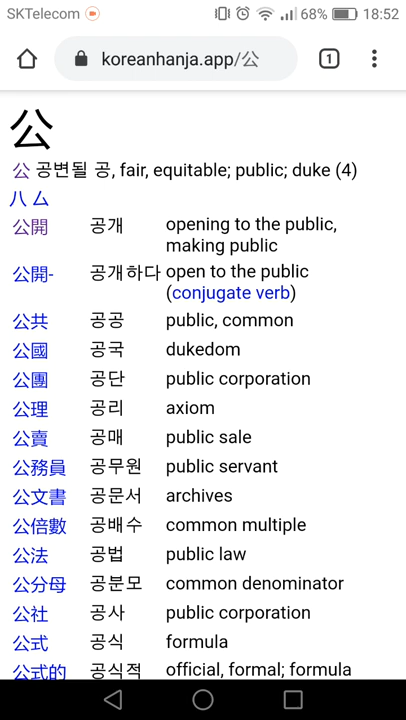 SKTelecom 68% 18:52
koreanhanja.app/公 1
公
公 공변될 공, fair, equitable; public; duke (4)
八 厶
公開 공개 opening to the public,
making public
公開- 공개하다 open to the public
(conjugate verb)
公共 공공 public, common
公國 공국 dukedom
公團 공단 public corporation
公理 공리 axiom
公賣 공매 public sale
公務員 공무원 public servant
公文書 공문서 archives
公倍數 공배수 common multiple
公法 공법 public law
公分母 공분모 common denominator
公社 공사 public corporation
公式 공식 formula
公式的 공식적 official, formal; formula